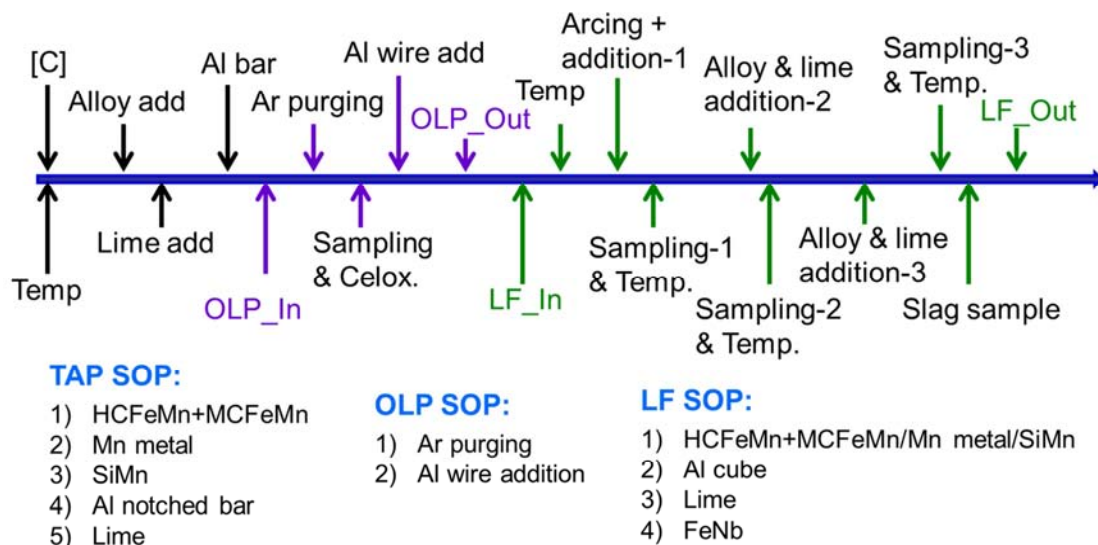 [C]
Temp
Alloy add
Lime add
Al bar
OLP_In
Ar purging
Sampling
& Celox.
Al wire add
OLP_Out
LF_In
Temp
Arcing +
addition-1
Sampling-1
& Temp.
Alloy & lime
addition-2
Sampling-2
& Temp.
Alloy & lime
addition-3
Sampling-3
& Temp.
Slag sample
LF_Out
TAP SOP:
1) HCFeMn+MCFeMn
2) Mn metal
3) SiMn
4) Al notched bar
5) Lime
OLP SOP:
1) Ar purging
2) Al wire addition
LF SOP:
1) HCFeMn+MCFeMn/Mn metal/SiMn
2) Al cube
3) Lime
4) FeNb